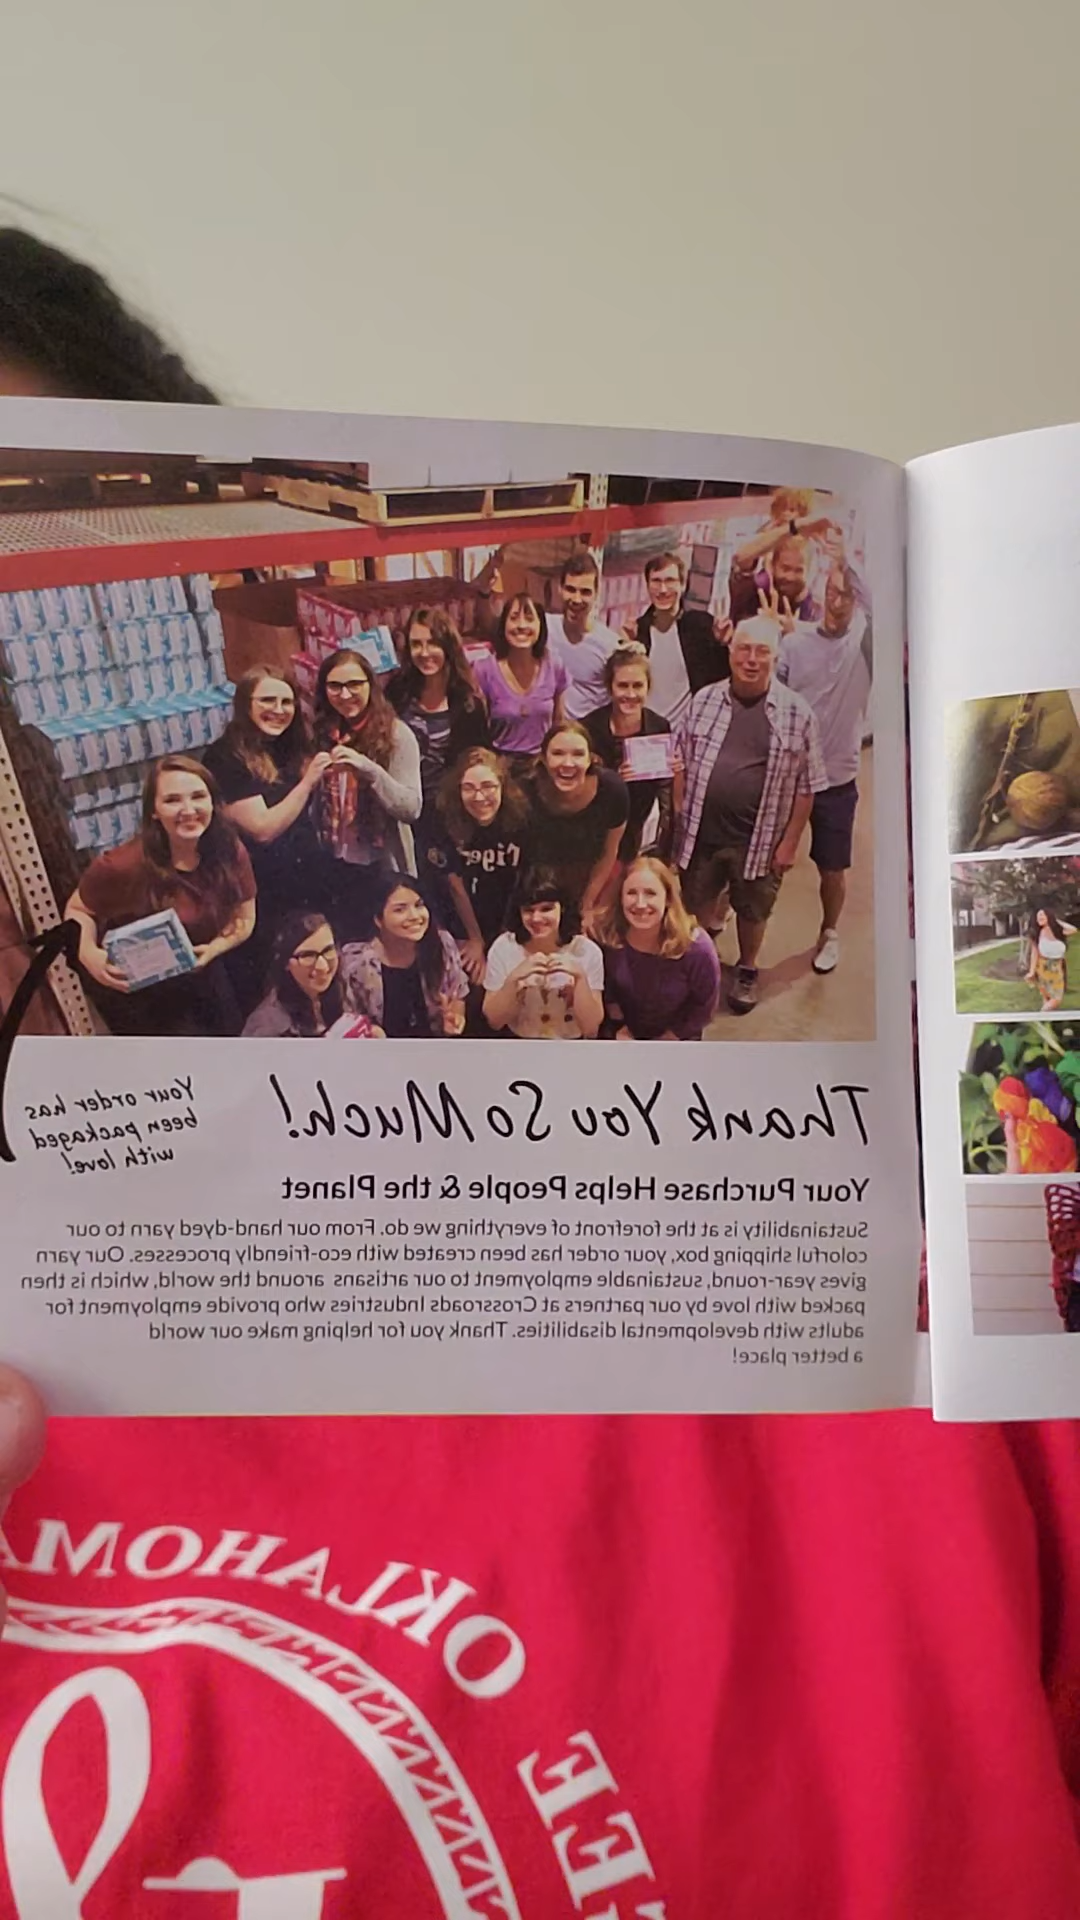 Tiger
Thank You So Much!
Your order has
been packaged
with love!
Your Purchase Helps People & the Planet
Sustainability is at the forefront of everything we do. From our hand-dyed yarn to our
colorful shipping box, your order has been created with eco-friendly processes. Our yarn
gives year-round, sustainable employment to our artisans around the world, which is then
packed with love by our partners at Crossroads Industries who provide employment for
adults with developmental disabilities. Thank you for helping make our world
a better place!